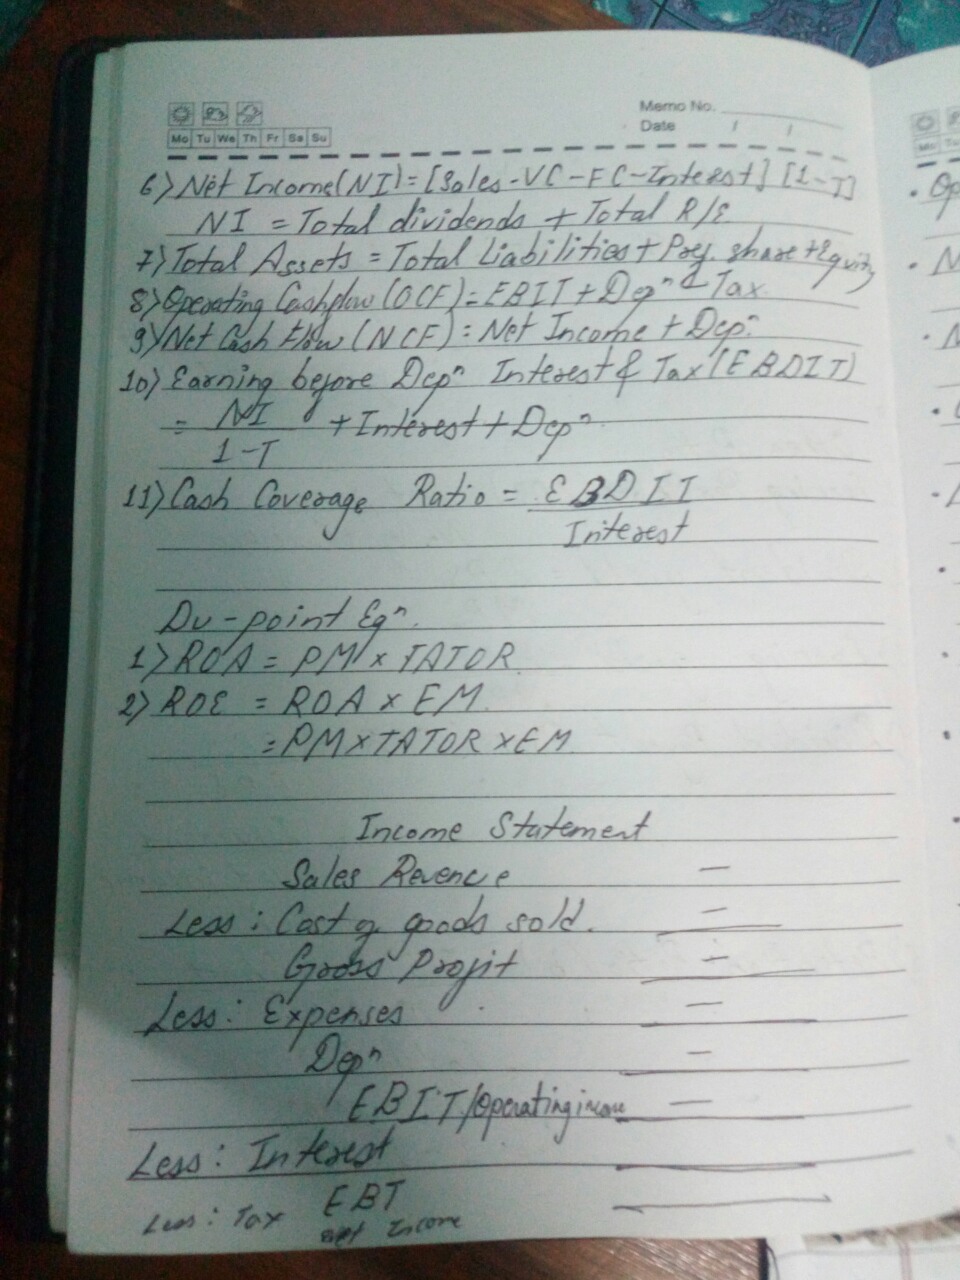 Memo No.
Mo Tu We Th Fr Sa Su
Date / /
6) Net Income(NI) = [Sales - VC - FC - Interest] [1-T]
NI = Total dividends + Total R/E
7) Total Assets = Total Liabilities + Pref. share + Equity
8) Operating Cashflow (OCF) = EBIT + Depⁿ - Tax
9) Net Cash Flow (NCF) = Net Income + Depⁿ
10) Earning before Depⁿ Interest & Tax (EBDIT)
= NI
+ Interest + Depⁿ
1-T
11) Cash Coverage Ratio = EBDIT
Interest
Du-point Eqⁿ.
1) ROA = PM x TATOR
2) ROE = ROA x EM
= PM x TATOR x EM
Income Statement
Sales Revenue —
Less : Cost of goods sold. —
Gross Profit —
Less : Expenses —
Depⁿ —
EBIT/Operating income —
Less : Interest
EBT
Less : Tax
Net Income